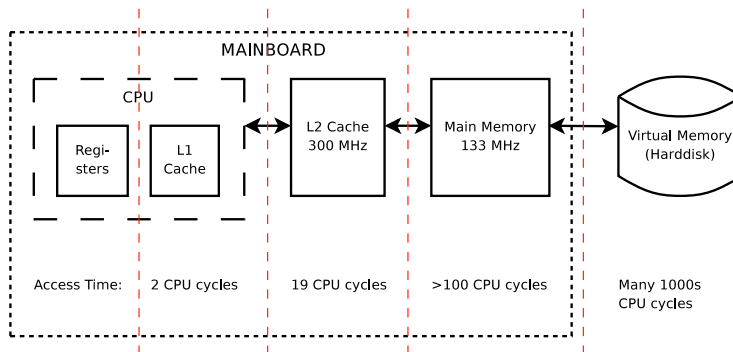 MAINBOARD
CPU
Regi-
sters
L1
Cache
L2 Cache
300 MHz
Main Memory
133 MHz
Virtual Memory
(Harddisk)
Access Time:
2 CPU cycles
19 CPU cycles
>100 CPU cycles
Many 1000s
CPU cycles